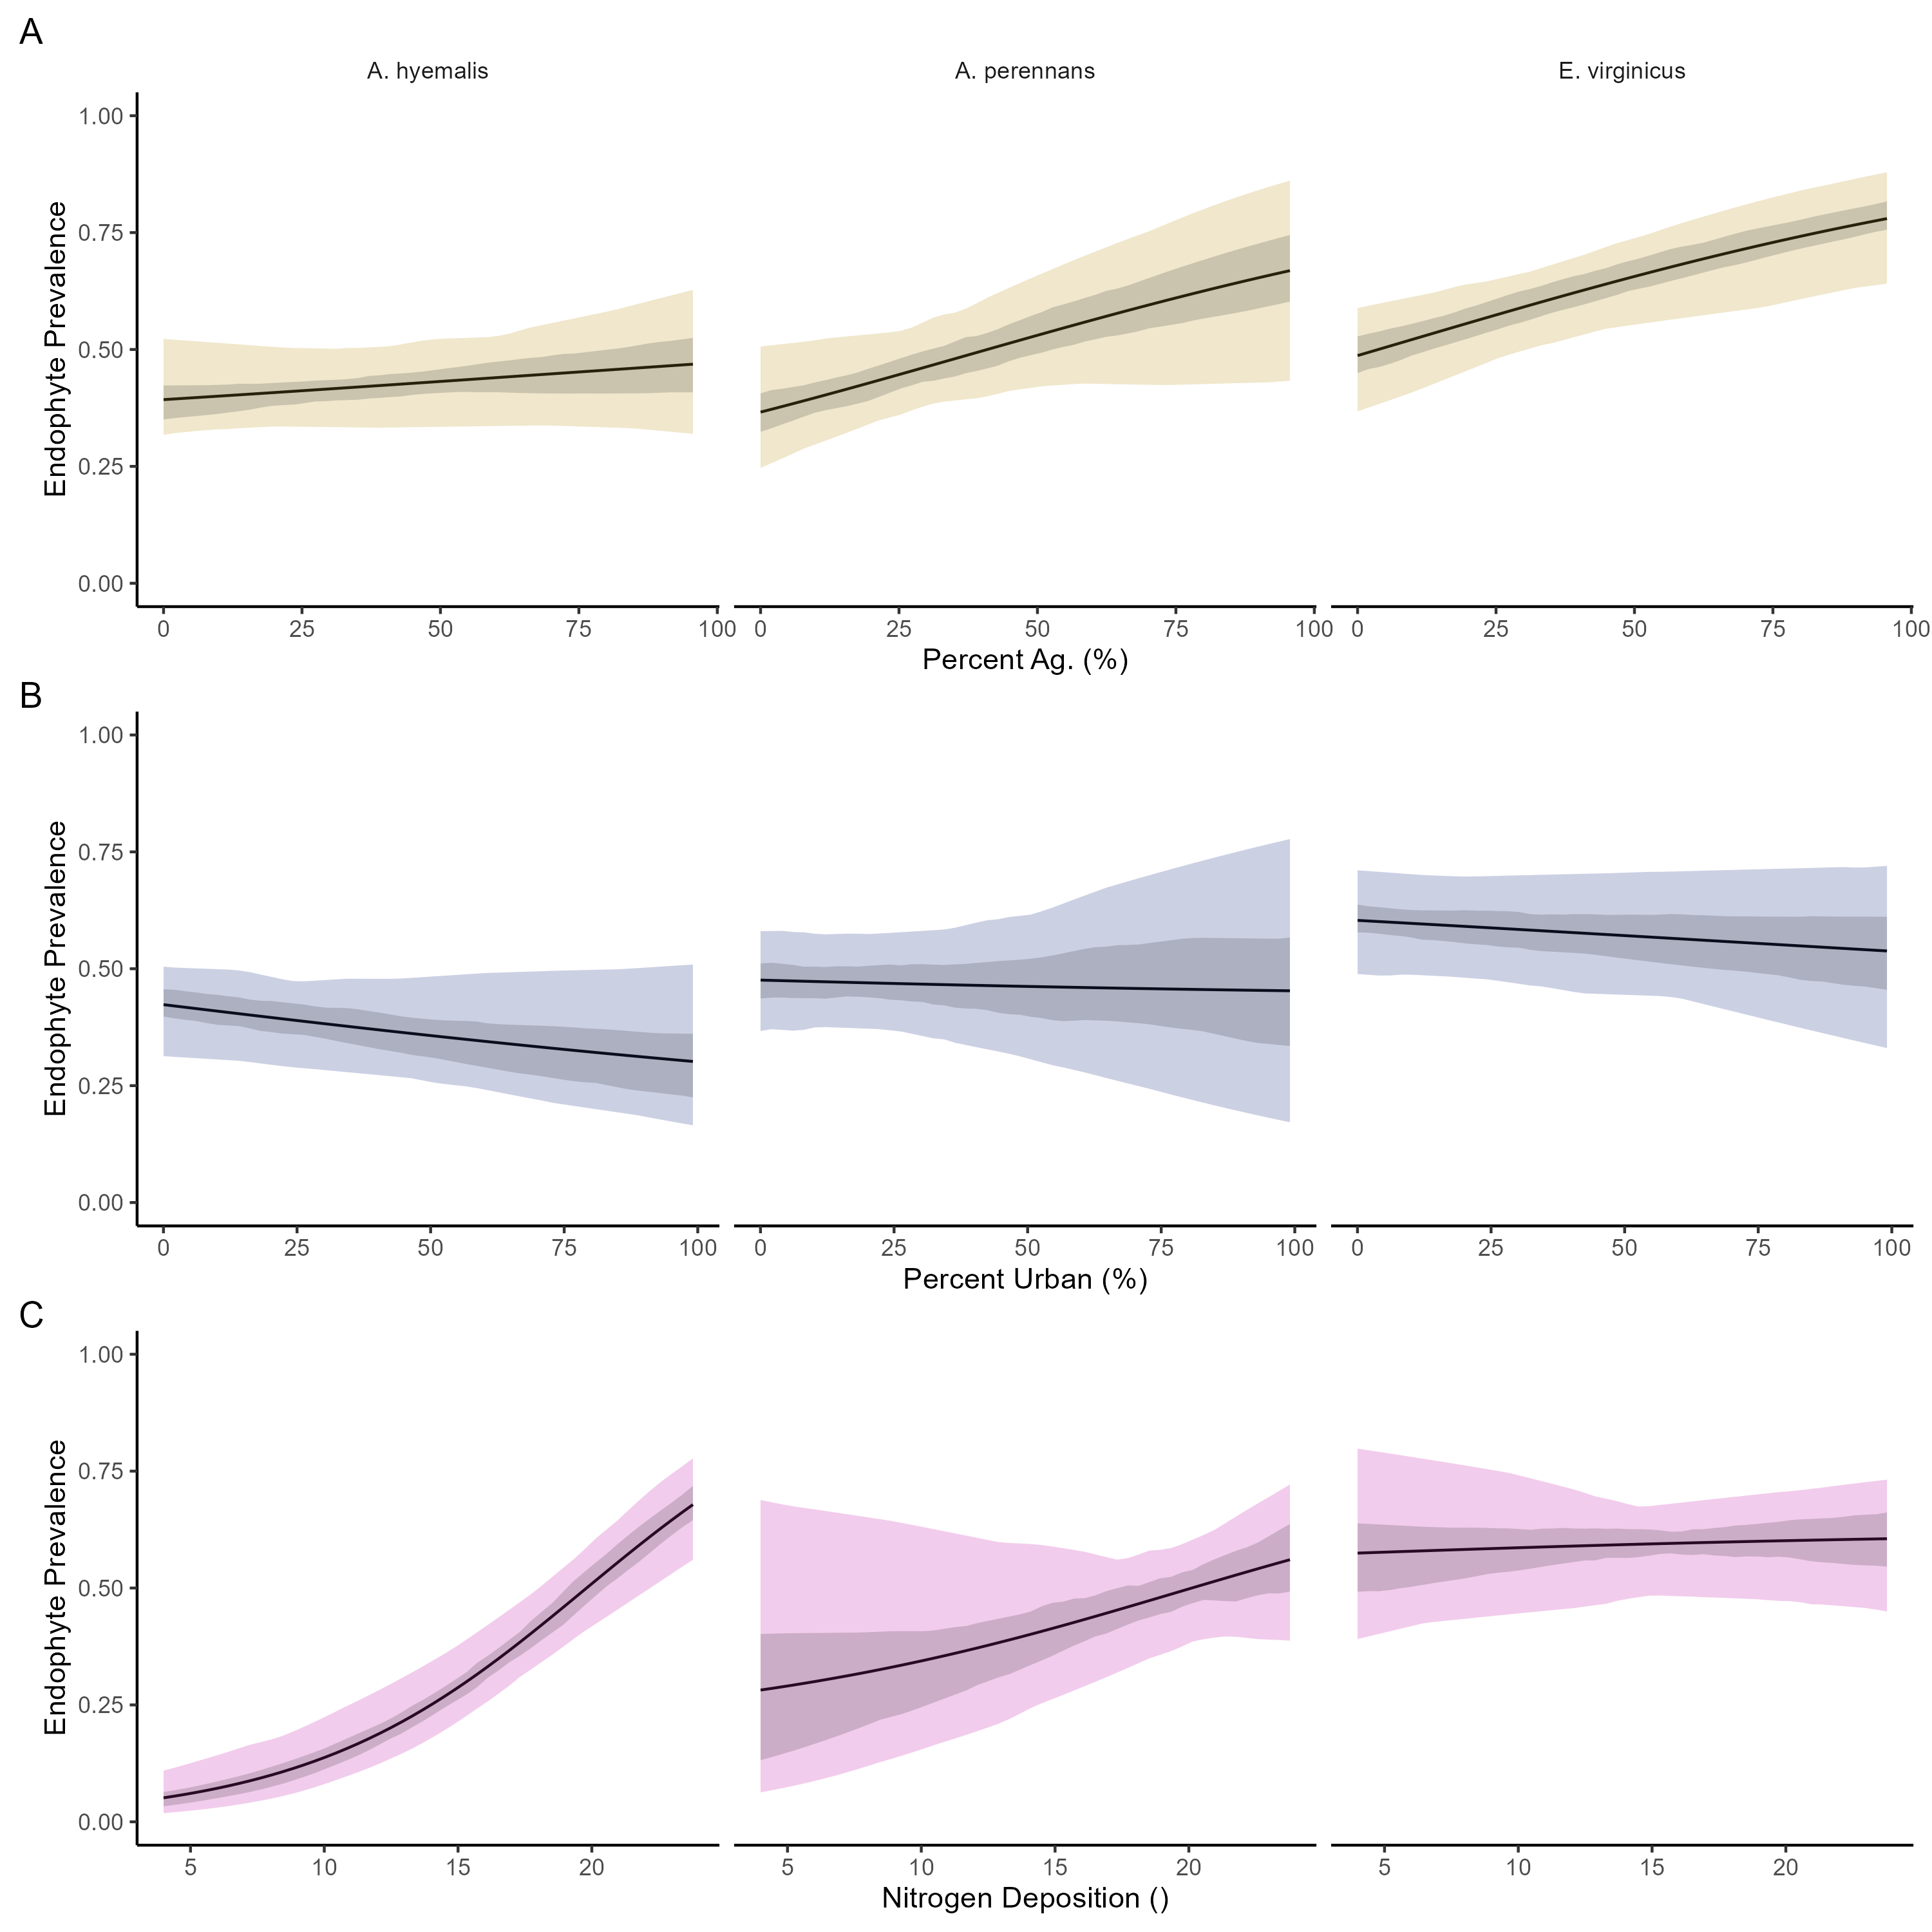 A
A. hyemalis A. perennans E. virginicus
Endophyte Prevalence
1.00
0.75
0.50
0.25
0.00
0 25 50 75 100 0 25 50 75 100 0 25 50 75 100
Percent Ag. (%)
B
Endophyte Prevalence
1.00
0.75
0.50
0.25
0.00
0 25 50 75 100 0 25 50 75 100 0 25 50 75 100
Percent Urban (%)
C
Endophyte Prevalence
1.00
0.75
0.50
0.25
0.00
5 10 15 20 5 10 15 20 5 10 15 20
Nitrogen Deposition ()